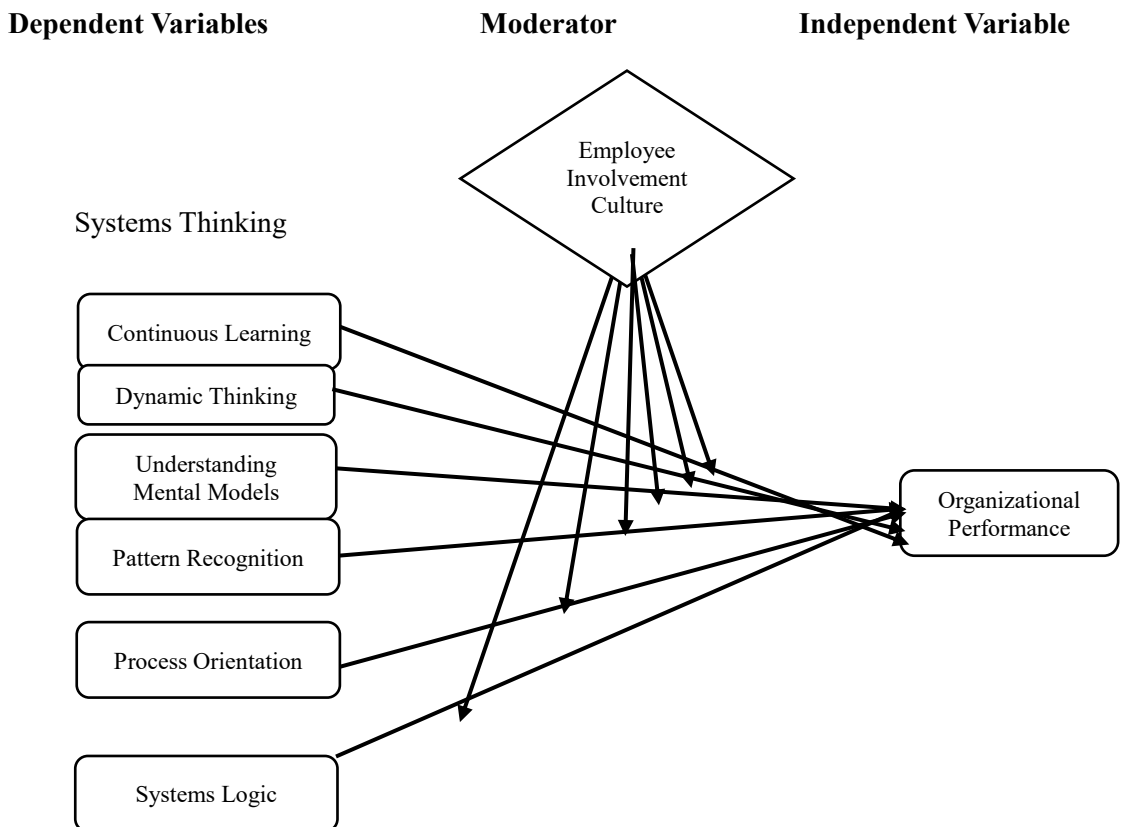 Dependent Variables
Moderator
Independent Variable
Employee
Involvement
Culture
Systems Thinking
Continuous Learning
Dynamic Thinking
Understanding
Mental Models
Pattern Recognition
Process Orientation
Systems Logic
Organizational
Performance